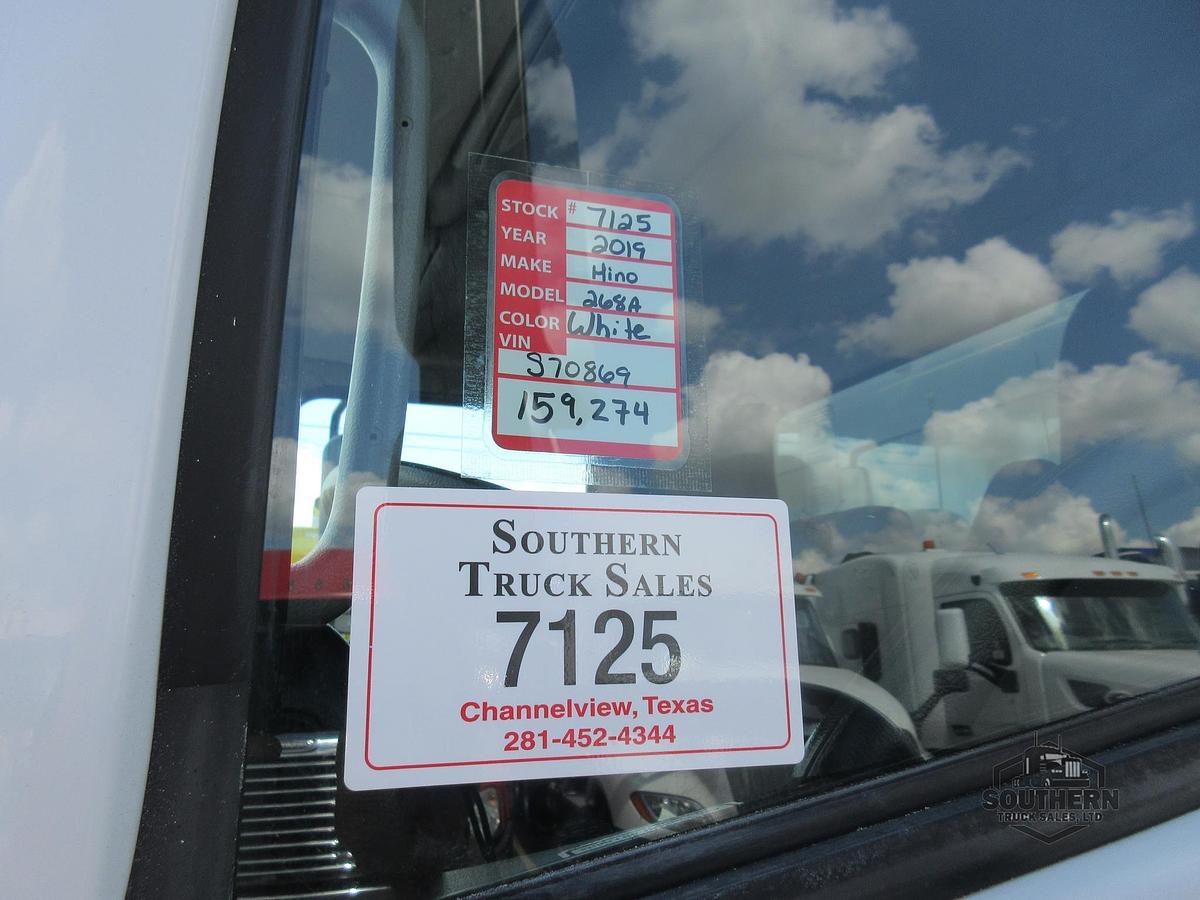 STOCK # 7125
YEAR 2019
MAKE Hino
MODEL 268A
COLOR White
VIN
S70869
159,274
SOUTHERN
TRUCK SALES
7125
Channelview, Texas
281-452-4344
SOUTHERN
TRUCK SALES, LTD